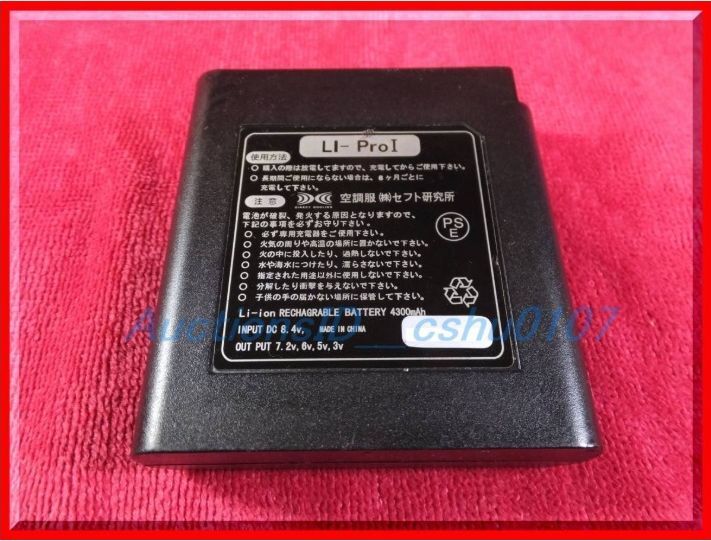 LI- ProI
使用方法
○ 購入の際は放電してますので、充電してからご使用下さい。
○ 長期間ご使用にならない場合は、6ヶ月ごとに
充電して下さい。
注意 DIRECT COOLING 空調服 ㈱セフト研究所
電池が破裂、発火する原因となりますので、
下記の事項を必ずお守り下さい。
○ 必ず専用充電器をご使用下さい。
○ 火気の周りや高温の場所に置かないで下さい。
○ 火の中に投入したり、過熱しないで下さい。
○ 水や海水につけたり、濡らさないで下さい。
○ 指定された用途以外に使用しないで下さい。
○ 分解したり衝撃を与えないで下さい。
○ 子供の手の届かない場所に保管して下さい。
PS
E
Li-ion RECHAGRABLE BATTERY 4300mAh
INPUT DC 8.4v, MADE IN CHINA
OUT PUT 7.2v, 6v, 5v, 3v
AuctionsID cshu0107